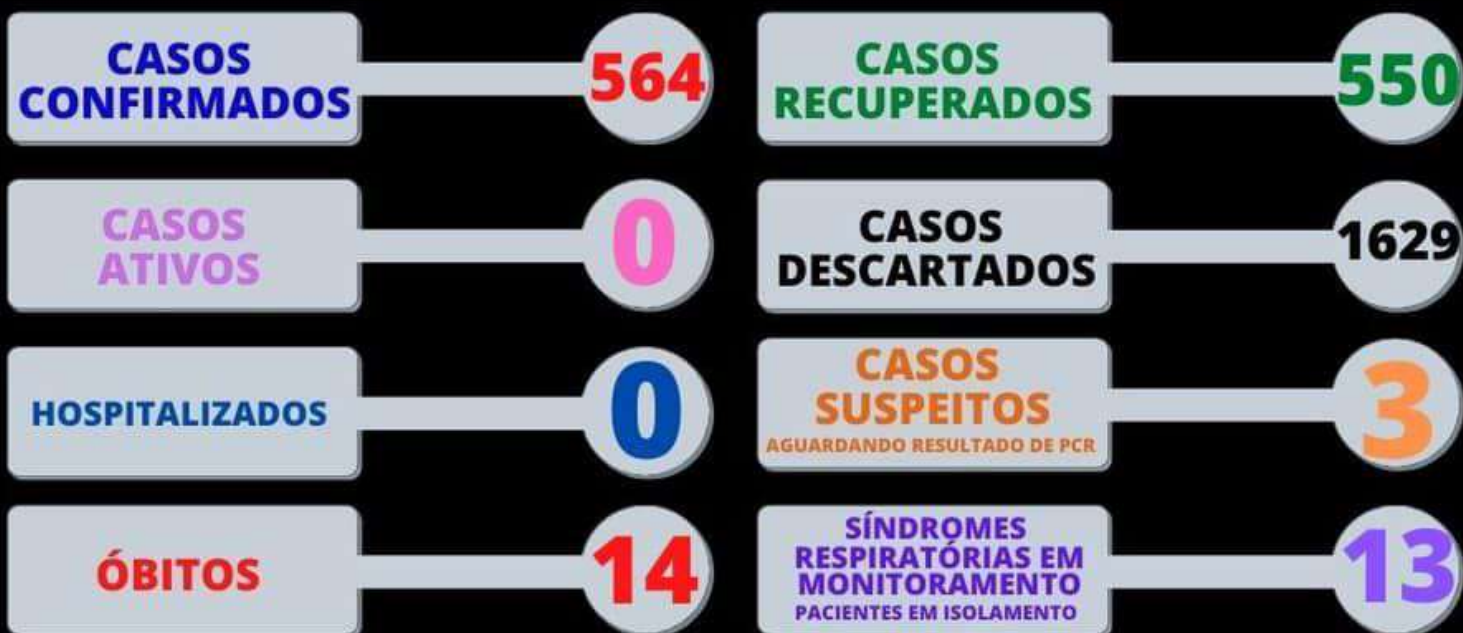 CASOS
CONFIRMADOS
564
CASOS
RECUPERADOS
550
CASOS
ATIVOS
0
CASOS
DESCARTADOS
1629
HOSPITALIZADOS
0
CASOS
SUSPEITOS
AGUARDANDO RESULTADO DE PCR
3
ÓBITOS
14
SÍNDROMES
RESPIRATÓRIAS EM
MONITORAMENTO
PACIENTES EM ISOLAMENTO
13